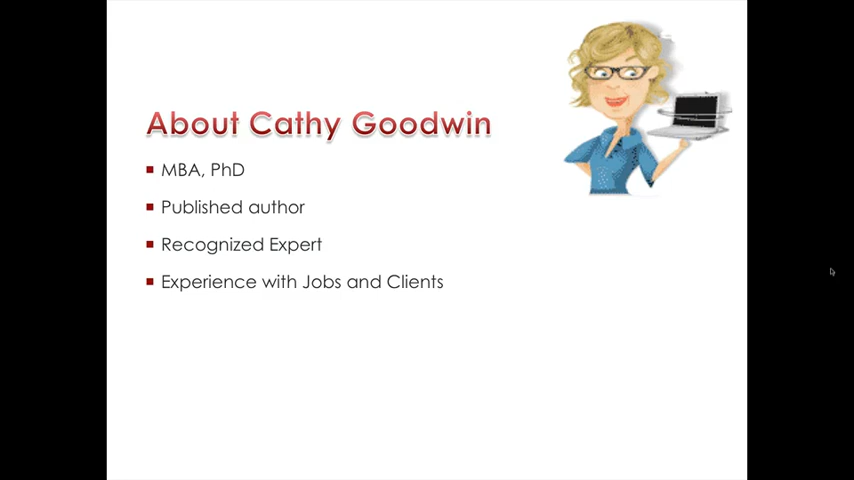 About Cathy Goodwin
MBA, PhD
Published author
Recognized Expert
Experience with Jobs and Clients